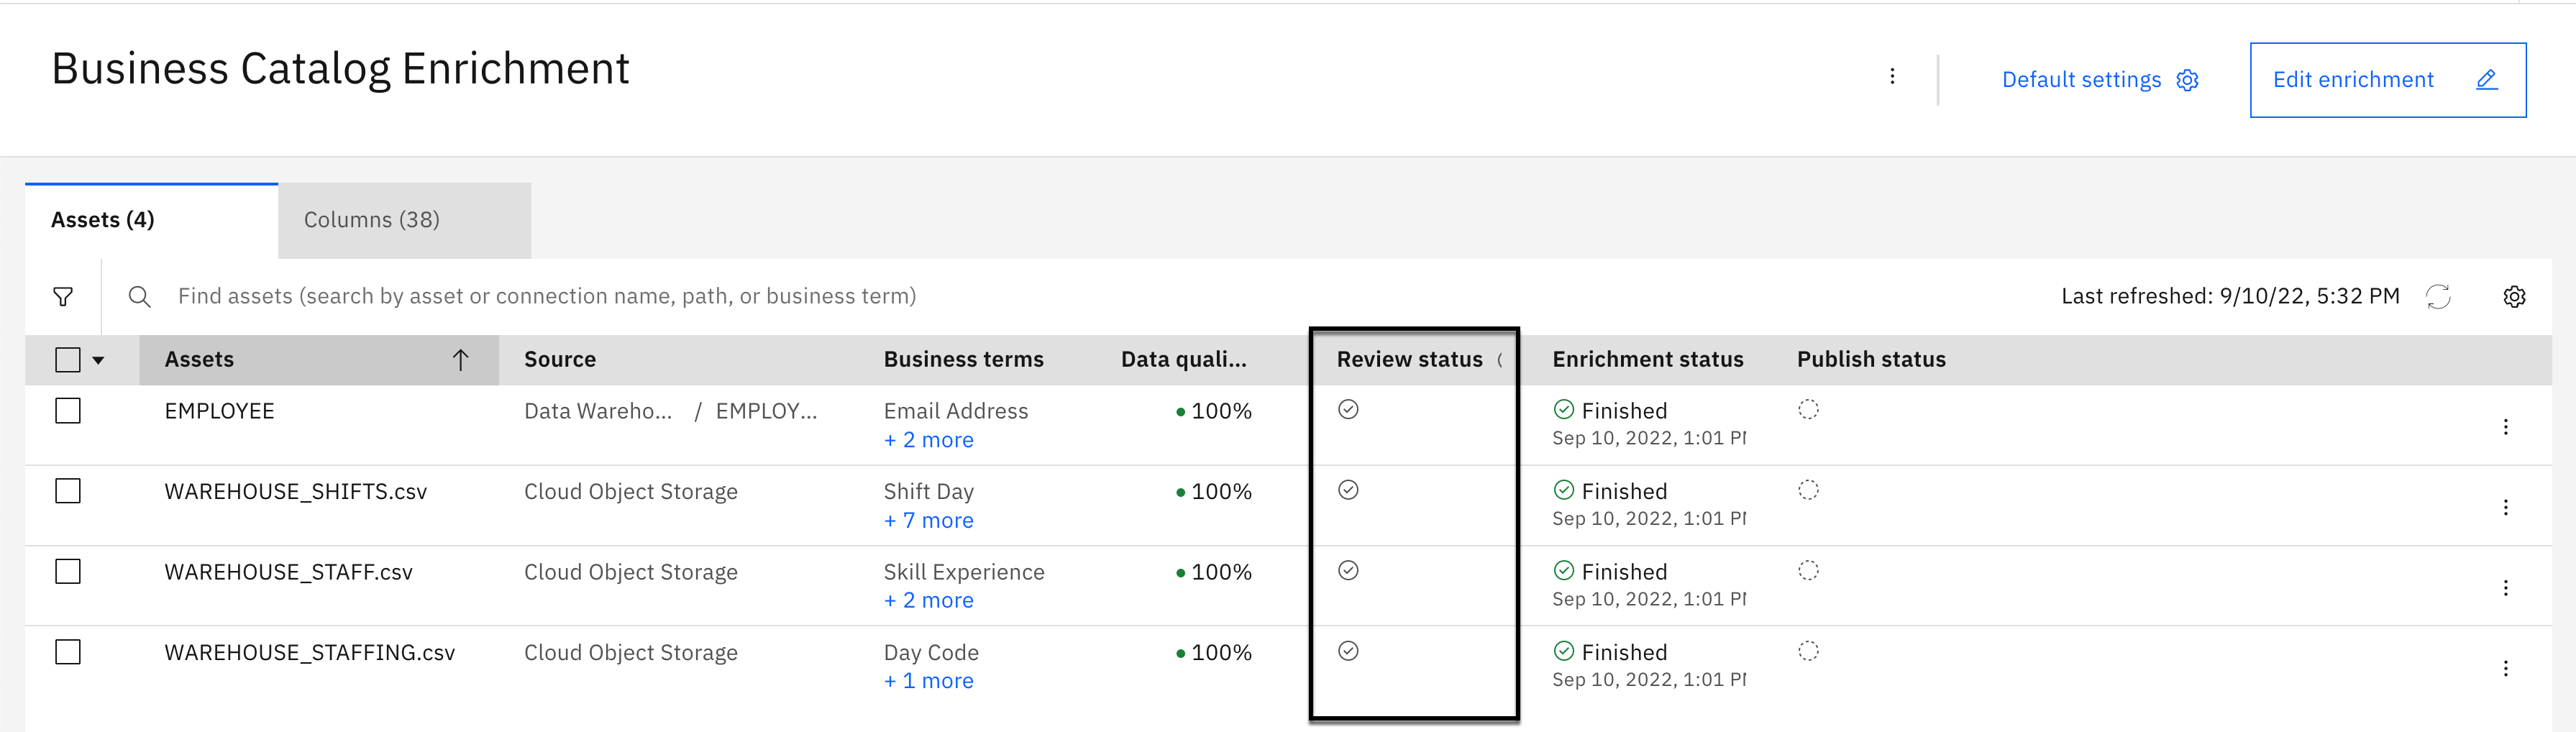 Business Catalog Enrichment
Default settings
Edit enrichment
Assets (4)
Columns (38)
Find assets (search by asset or connection name, path, or business term)
Last refreshed: 9/10/22, 5:32 PM
Assets Source Business terms Data quali... Review status Enrichment status Publish status
EMPLOYEE Data Wareho... / EMPLOY... Email Address 100% Finished
+ 2 more Sep 10, 2022, 1:01
WAREHOUSE_SHIFTS.csv Cloud Object Storage Shift Day 100% Finished
+ 7 more Sep 10, 2022, 1:01
WAREHOUSE_STAFF.csv Cloud Object Storage Skill Experience 100% Finished
+ 2 more Sep 10, 2022, 1:01
WAREHOUSE_STAFFING.csv Cloud Object Storage Day Code 100% Finished
+ 1 more Sep 10, 2022, 1:01